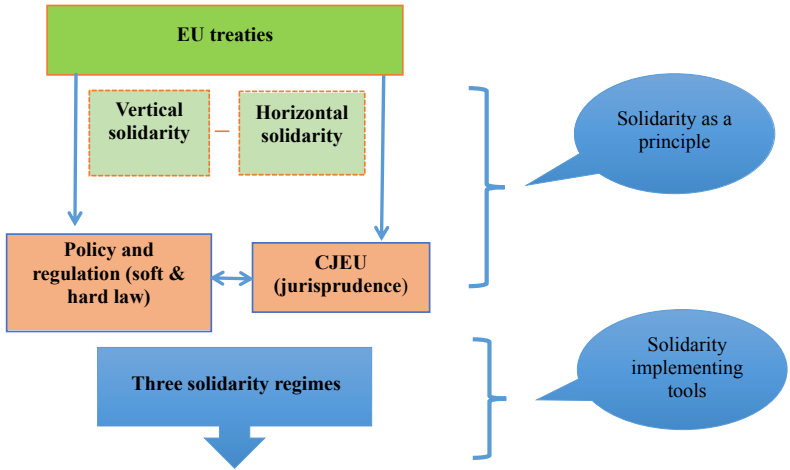 EU treaties
Vertical
solidarity
Horizontal
solidarity
Solidarity as a
principle
Policy and
regulation (soft &
hard law)
CJEU
(jurisprudence)
Three solidarity regimes
Solidarity
implementing
tools